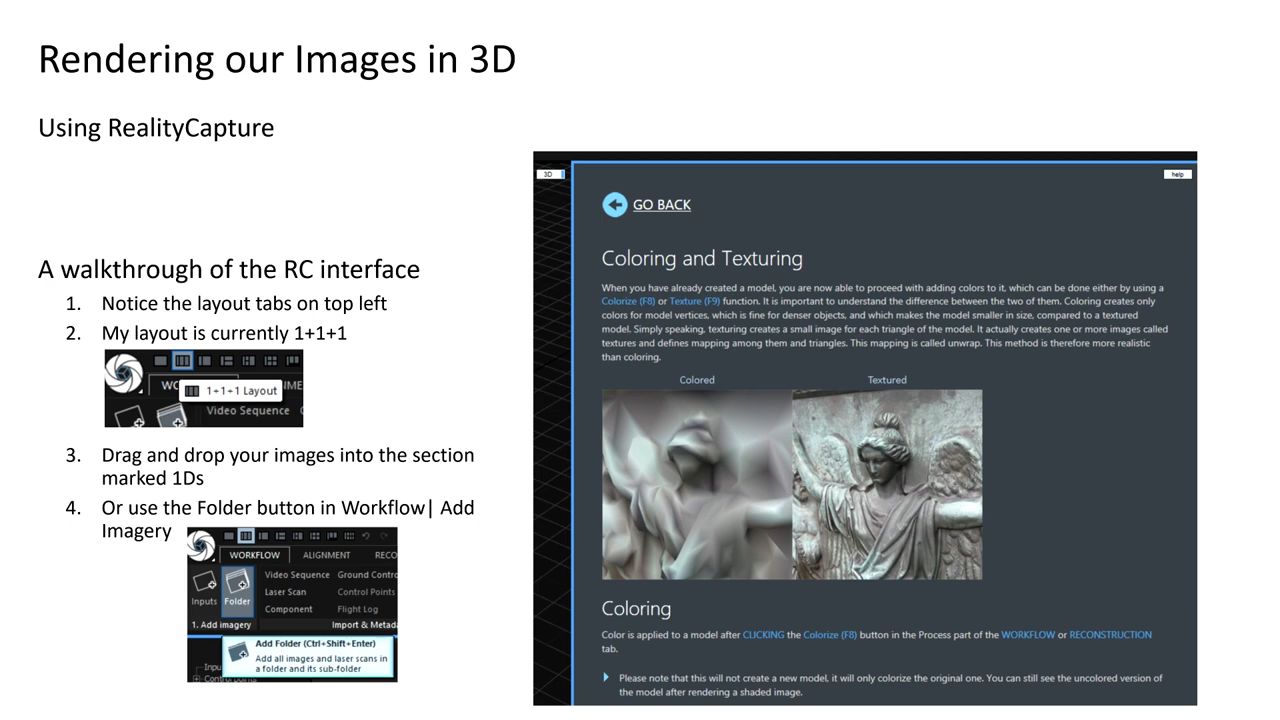 Rendering our Images in 3D
Using RealityCapture
A walkthrough of the RC interface
1. Notice the layout tabs on top left
2. My layout is currently 1+1+1
WO
1+1+1 Layout
Video Sequence
3. Drag and drop your images into the section
marked 1Ds
4. Or use the Folder button in Workflow| Add
Imagery
WORKFLOW ALIGNMENT RECO
Video Sequence Ground Contro
Laser Scan Control Points
Inputs Folder
Component Flight Log
1. Add imagery Import & Metada
Add Folder (Ctrl+Shift+Enter)
Add all images and laser scans in
a folder and its sub-folder
Inpu
Control points
3D
help
GO BACK
Coloring and Texturing
When you have already created a model, you are now able to proceed with adding colors to it, which can be done either by using a
Colorize (F8) or Texture (F9) function. It is important to understand the difference between the two of them. Coloring creates only
colors for model vertices, which is fine for denser objects, and which makes the model smaller in size, compared to a textured
model. Simply speaking, texturing creates a small image for each triangle of the model. It actually creates one or more images called
textures and defines mapping among them and triangles. This mapping is called unwrap. This method is therefore more realistic
than coloring.
Colored Textured
Coloring
Color is applied to a model after CLICKING the Colorize (F8) button in the Process part of the WORKFLOW or RECONSTRUCTION
tab.
Please note that this will not create a new model, it will only colorize the original one. You can still see the uncolored version of
the model after rendering a shaded image.